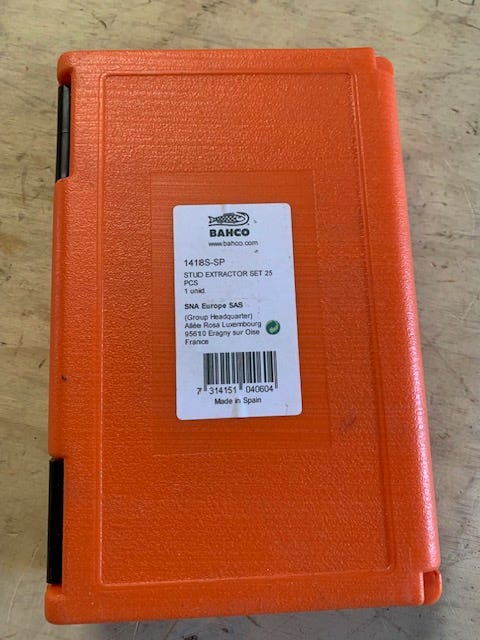 BAHCO
www.bahco.com
1418S-SP
STUD EXTRACTOR SET 25
PCS
1 unid.
SNA Europe SAS
(Group Headquarter)
Allée Rosa Luxembourg
95610 Eragny sur Oise
France
7 314151 040604
Made in Spain